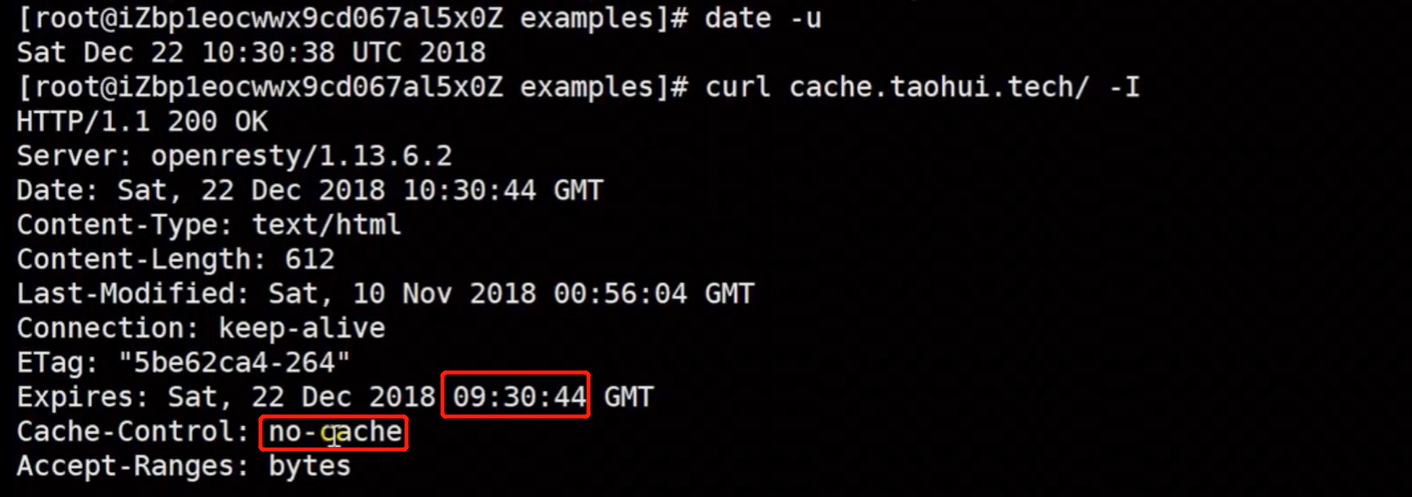 [root@iZbp1eocwwx9cd067al5x0Z examples]# date -u
Sat Dec 22 10:30:38 UTC 2018
[root@iZbp1eocwwx9cd067al5x0Z examples]# curl cache.taohui.tech/ -I
HTTP/1.1 200 OK
Server: openresty/1.13.6.2
Date: Sat, 22 Dec 2018 10:30:44 GMT
Content-Type: text/html
Content-Length: 612
Last-Modified: Sat, 10 Nov 2018 00:56:04 GMT
Connection: keep-alive
ETag: "5be62ca4-264"
Expires: Sat, 22 Dec 2018 09:30:44 GMT
Cache-Control: no-cache
Accept-Ranges: bytes